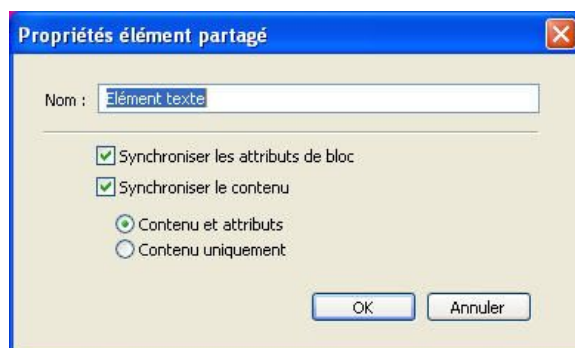 Propriétés élément partagé
Nom : Elément texte
Synchroniser les attributs de bloc
Synchroniser le contenu
Contenu et attributs
Contenu uniquement
OK Annuler